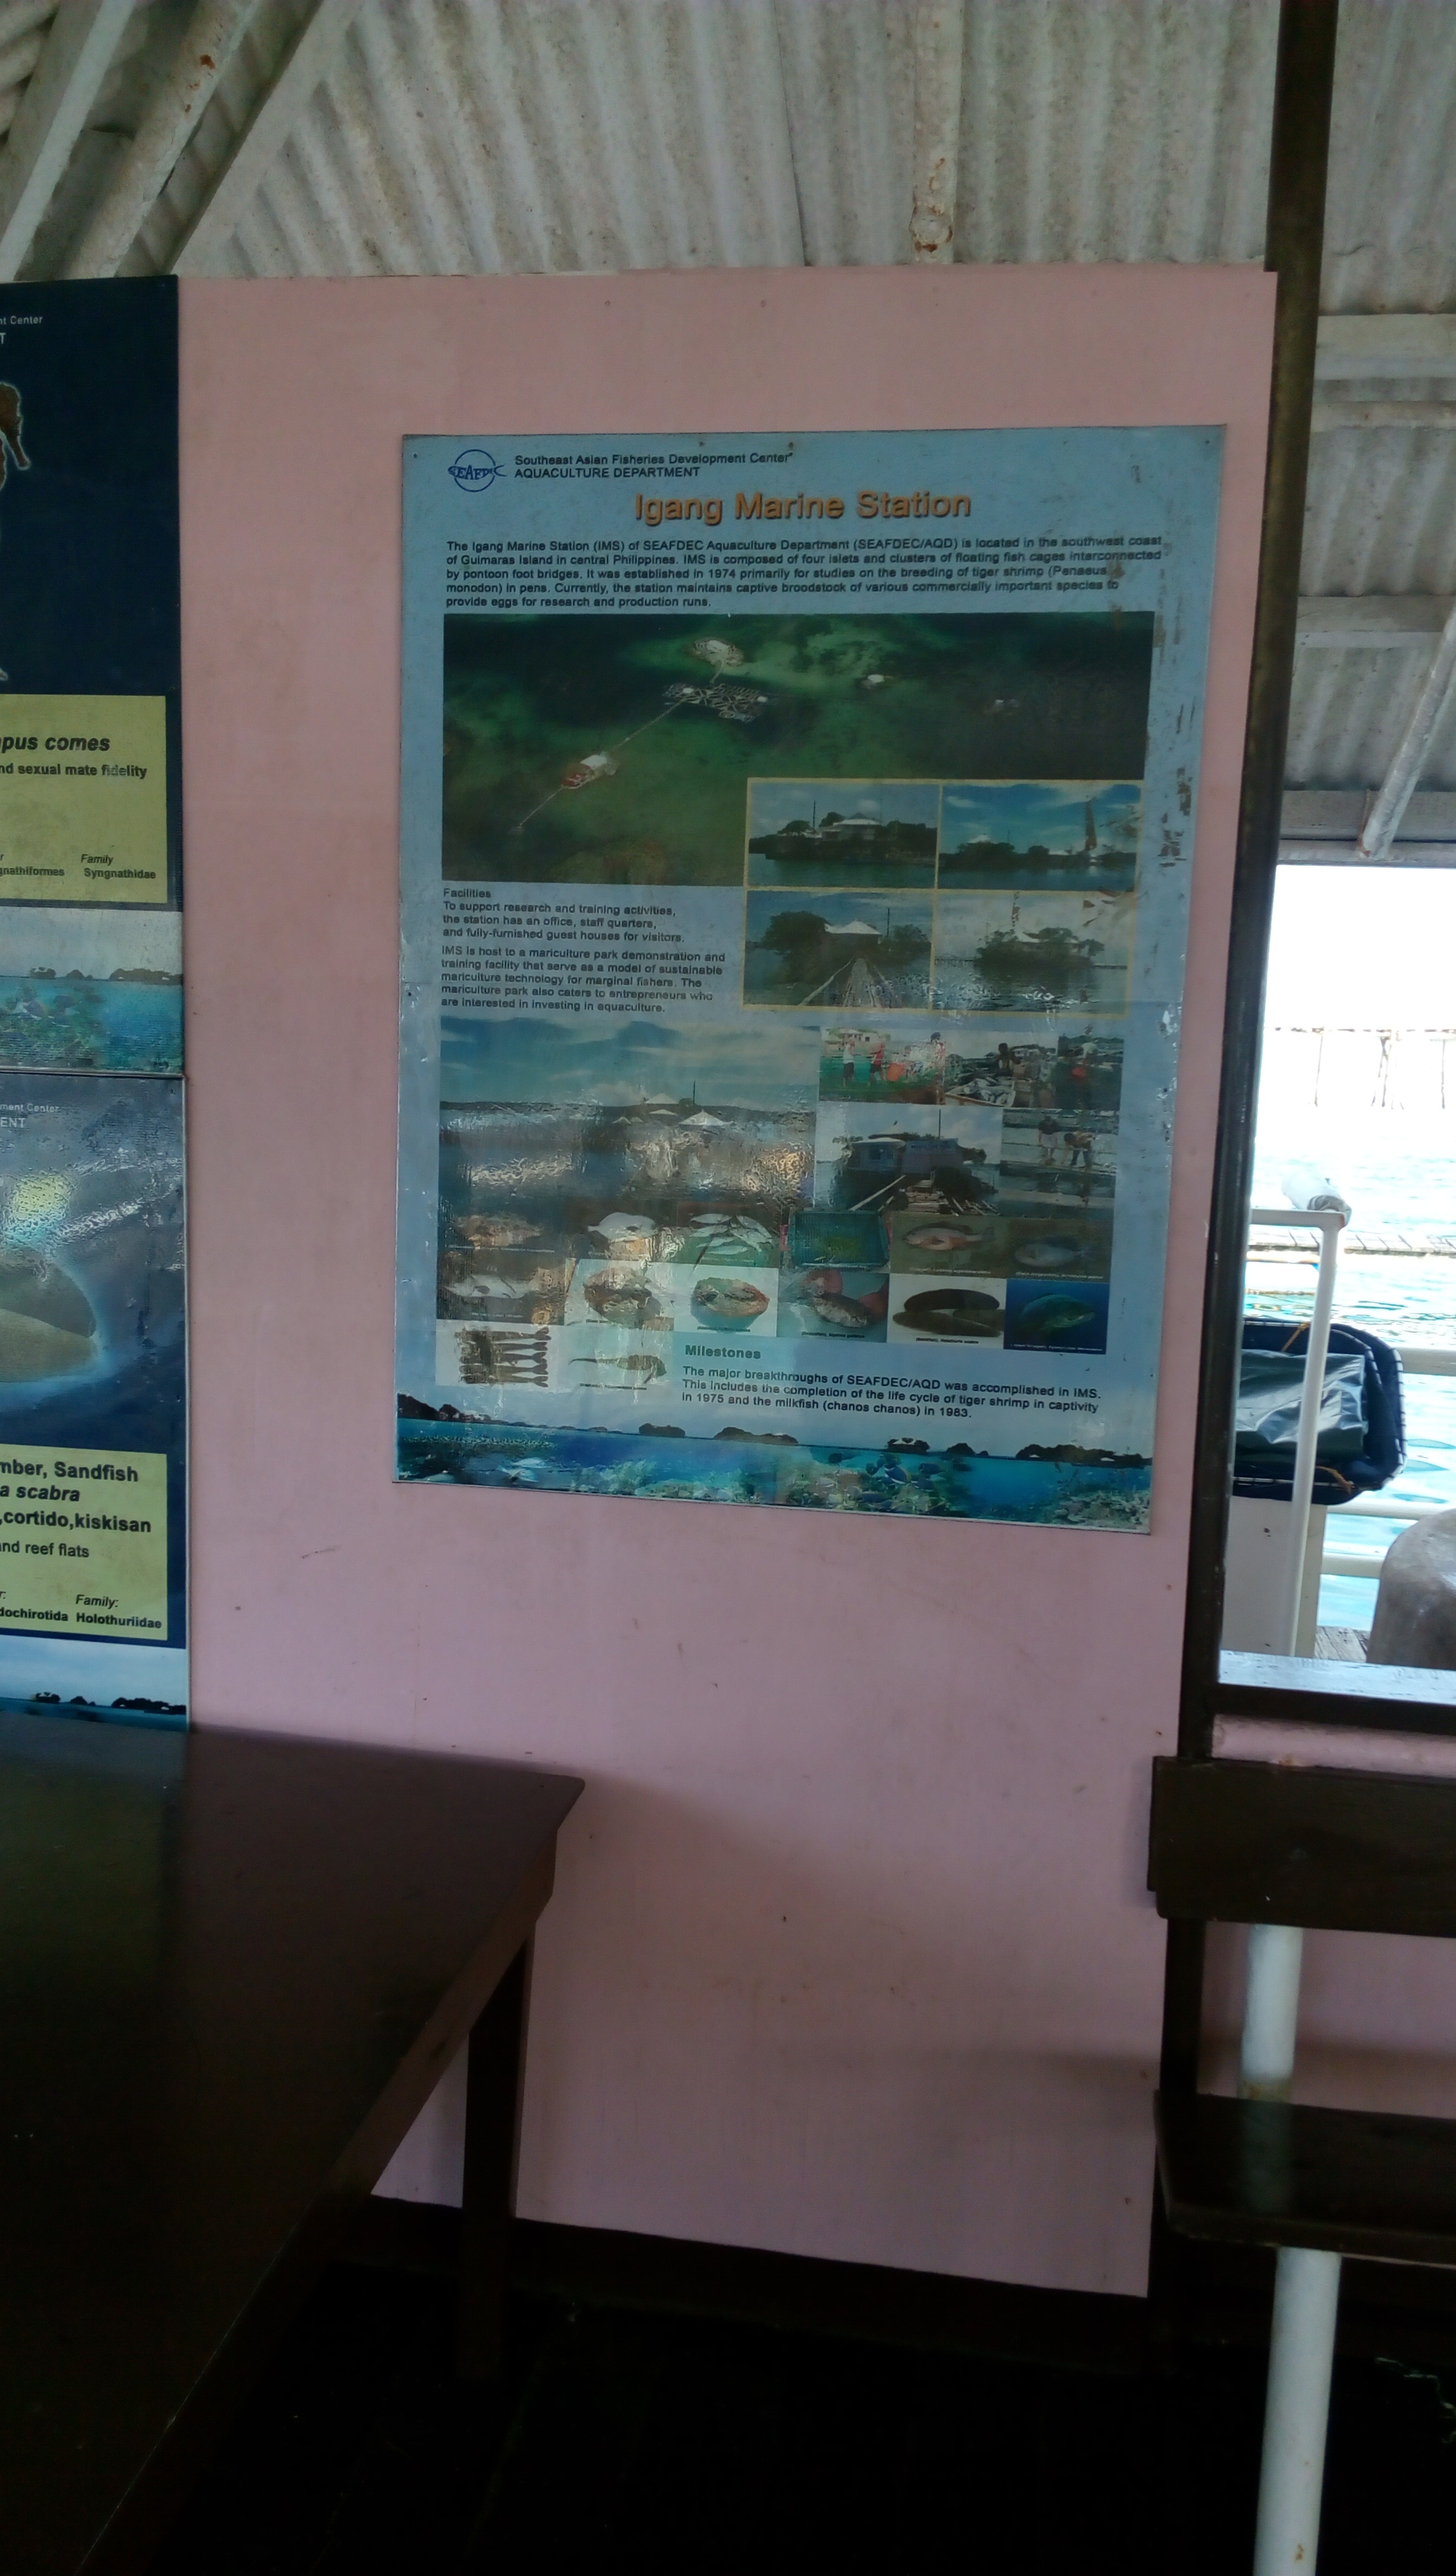 nt Center
T
pus comes
nd sexual mate fidelity
r
Family
gnathiformes
Syngnathidae
ment Center
ENT
mber, Sandfish
a scabra
,cortido,kiskisan
nd reef flats
r:
Family:
dochirotida
Holothuriidae
SEAFDEC
Southeast Asian Fisheries Development Center
AQUACULTURE DEPARTMENT
Igang Marine Station
The Igang Marine Station (IMS) of SEAFDEC Aquaculture Department (SEAFDEC/AQD) is located in the southwest coast
of Guimaras Island in central Philippines. IMS is composed of four islets and clusters of floating fish cages interconnected
by pontoon foot bridges. It was established in 1974 primarily for studies on the breeding of tiger shrimp (Penaeus
monodon) in pens. Currently, the station maintains captive broodstock of various commercially important species to
provide eggs for research and production runs.
Facilities
To support research and training activities,
the station has an office, staff quarters,
and fully-furnished guest houses for visitors.
IMS is host to a mariculture park demonstration and
training facility that serve as a model of sustainable
mariculture technology for marginal fishers. The
mariculture park also caters to entrepreneurs who
are interested in investing in aquaculture.
Milestones
The major breakthroughs of SEAFDEC/AQD was accomplished in IMS.
This includes the completion of the life cycle of tiger shrimp in captivity
in 1975 and the milkfish (chanos chanos) in 1983.